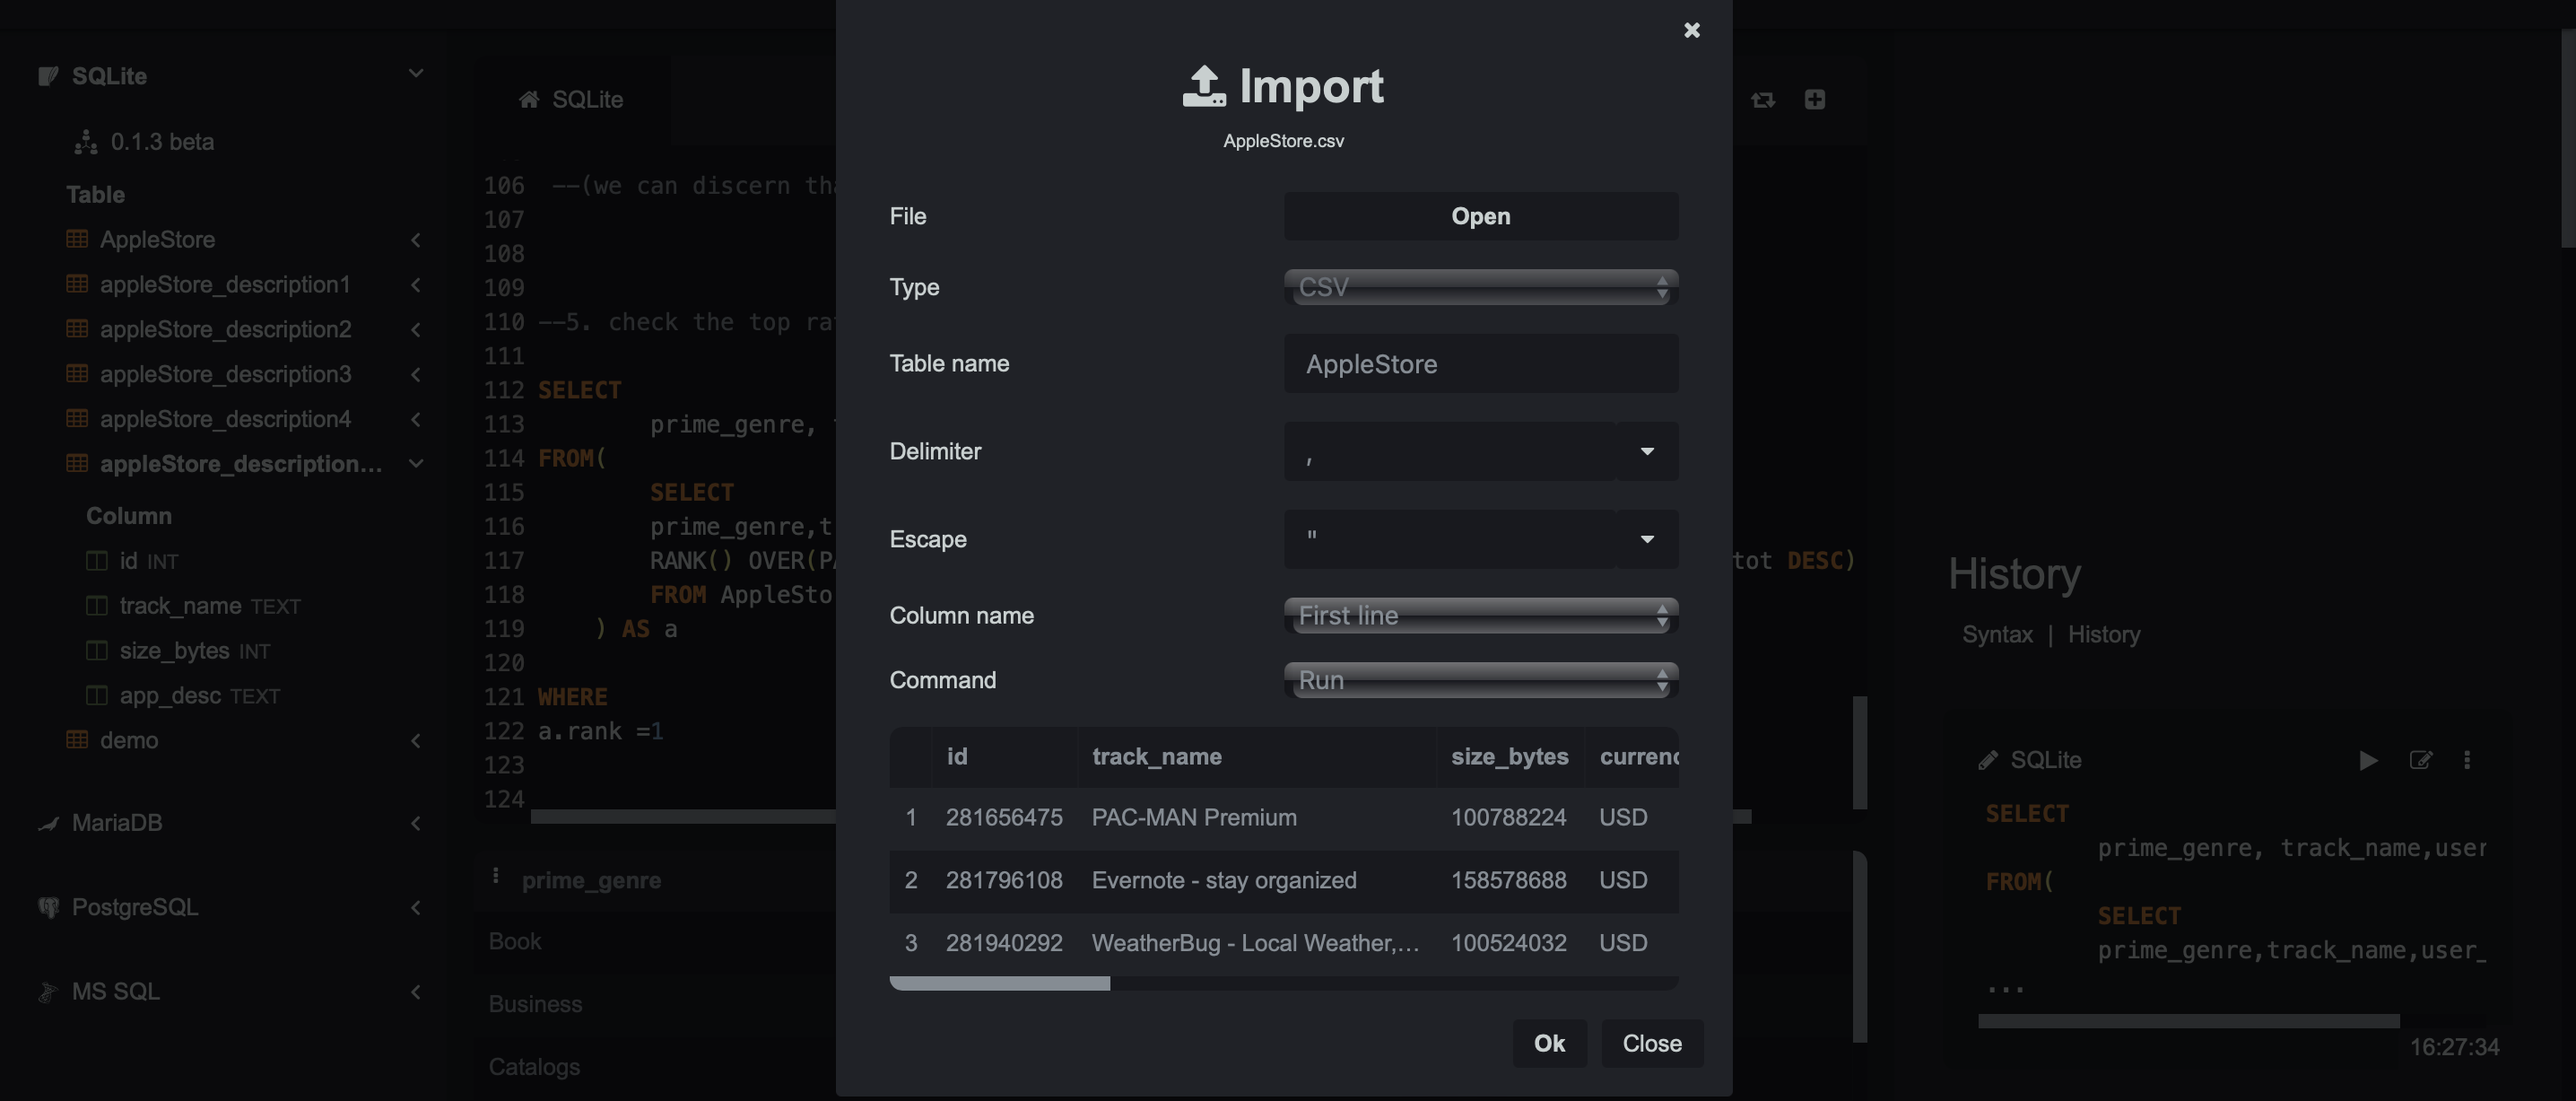 SQLite
0.1.3 beta
Table
AppleStore
appleStore_description1
appleStore_description2
appleStore_description3
appleStore_description4
appleStore_description...
Column
id INT
track_name TEXT
size_bytes INT
app_desc TEXT
demo
MariaDB
PostgreSQL
MS SQL
SQLite
106 --(we can discern
107
108
109
110 --5. check the top
111
112 SELECT
113 prime_genre,
114 FROM(
115 SELECT
116 prime_genre,t
117 RANK() OVER(P
tot DESC)
118 FROM AppleSto
119 ) AS a
120
121 WHERE
122 a.rank =1
123
124
prime_genre
Book
Business
Catalogs
Import
AppleStore.csv
File Open
Type CSV
Table name AppleStore
Delimiter ,
Escape "
Column name First line
Command Run
id track_name size_bytes currenc
1 281656475 PAC-MAN Premium 100788224 USD
2 281796108 Evernote - stay organized 158578688 USD
3 281940292 WeatherBug - Local Weather,... 100524032 USD
Ok Close
History
Syntax | History
SQLite
SELECT
prime_genre, track_name,user
FROM(
SELECT
prime_genre,track_name,user_
...
16:27:34